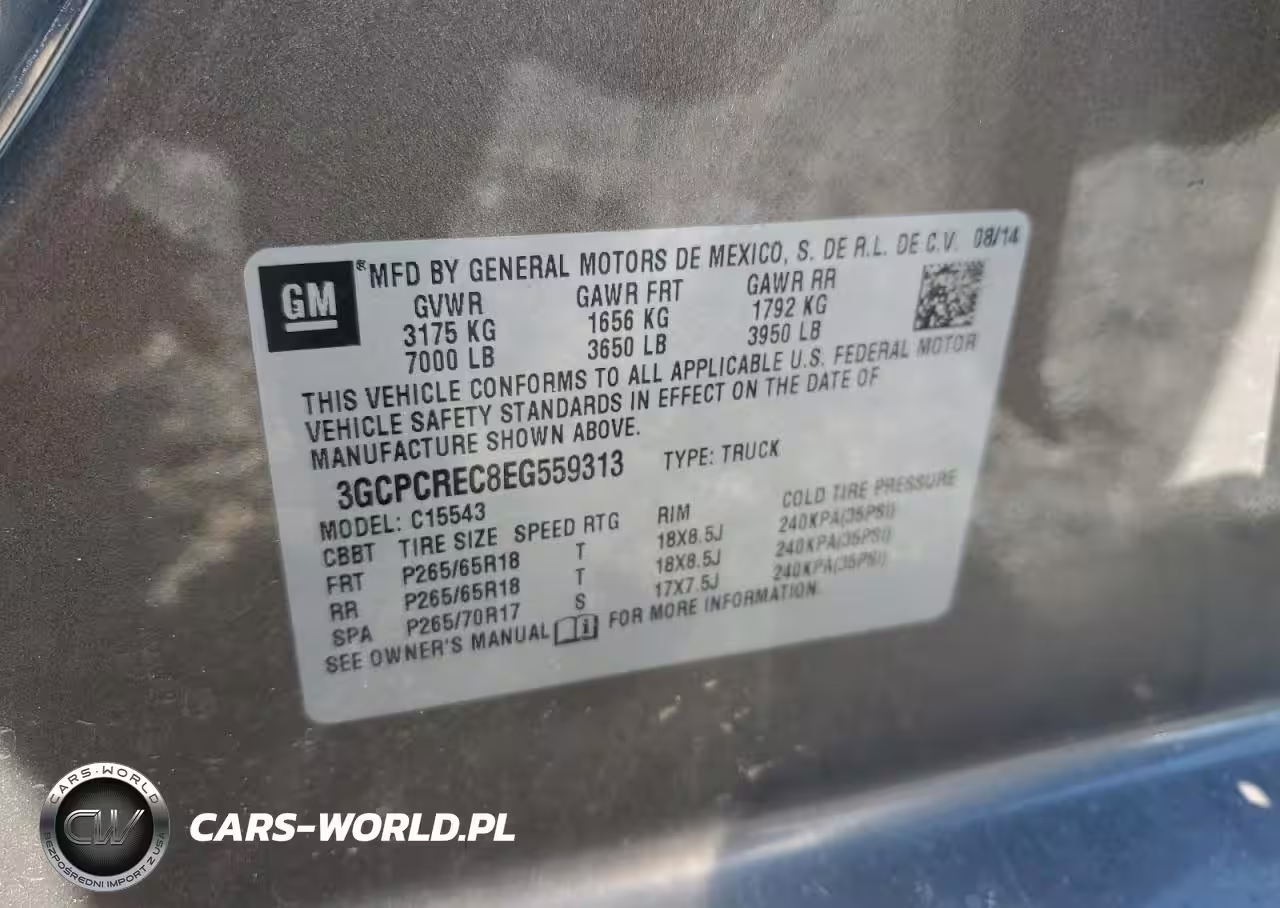 GM
® MFD BY GENERAL MOTORS DE MEXICO, S. DE R.L. DE C.V. 08/14
GVWR GAWR FRT GAWR RR
3175 KG 1656 KG 1792 KG
7000 LB 3650 LB 3950 LB
THIS VEHICLE CONFORMS TO ALL APPLICABLE U.S. FEDERAL MOTOR
VEHICLE SAFETY STANDARDS IN EFFECT ON THE DATE OF
MANUFACTURE SHOWN ABOVE.
3GCPCREC8EG559313 TYPE: TRUCK
MODEL: C15543
CBBT TIRE SIZE SPEED RTG RIM COLD TIRE PRESSURE
FRT P265/65R18 T 18X8.5J 240KPA(35PSI)
RR P265/65R18 T 18X8.5J 240KPA(35PSI)
SPA P265/70R17 S 17X7.5J 240KPA(35PSI)
SEE OWNER'S MANUAL FOR MORE INFORMATION.
CARS-WORLD
CW
BEZPOŚREDNI IMPORT Z USA
CARS-WORLD.PL